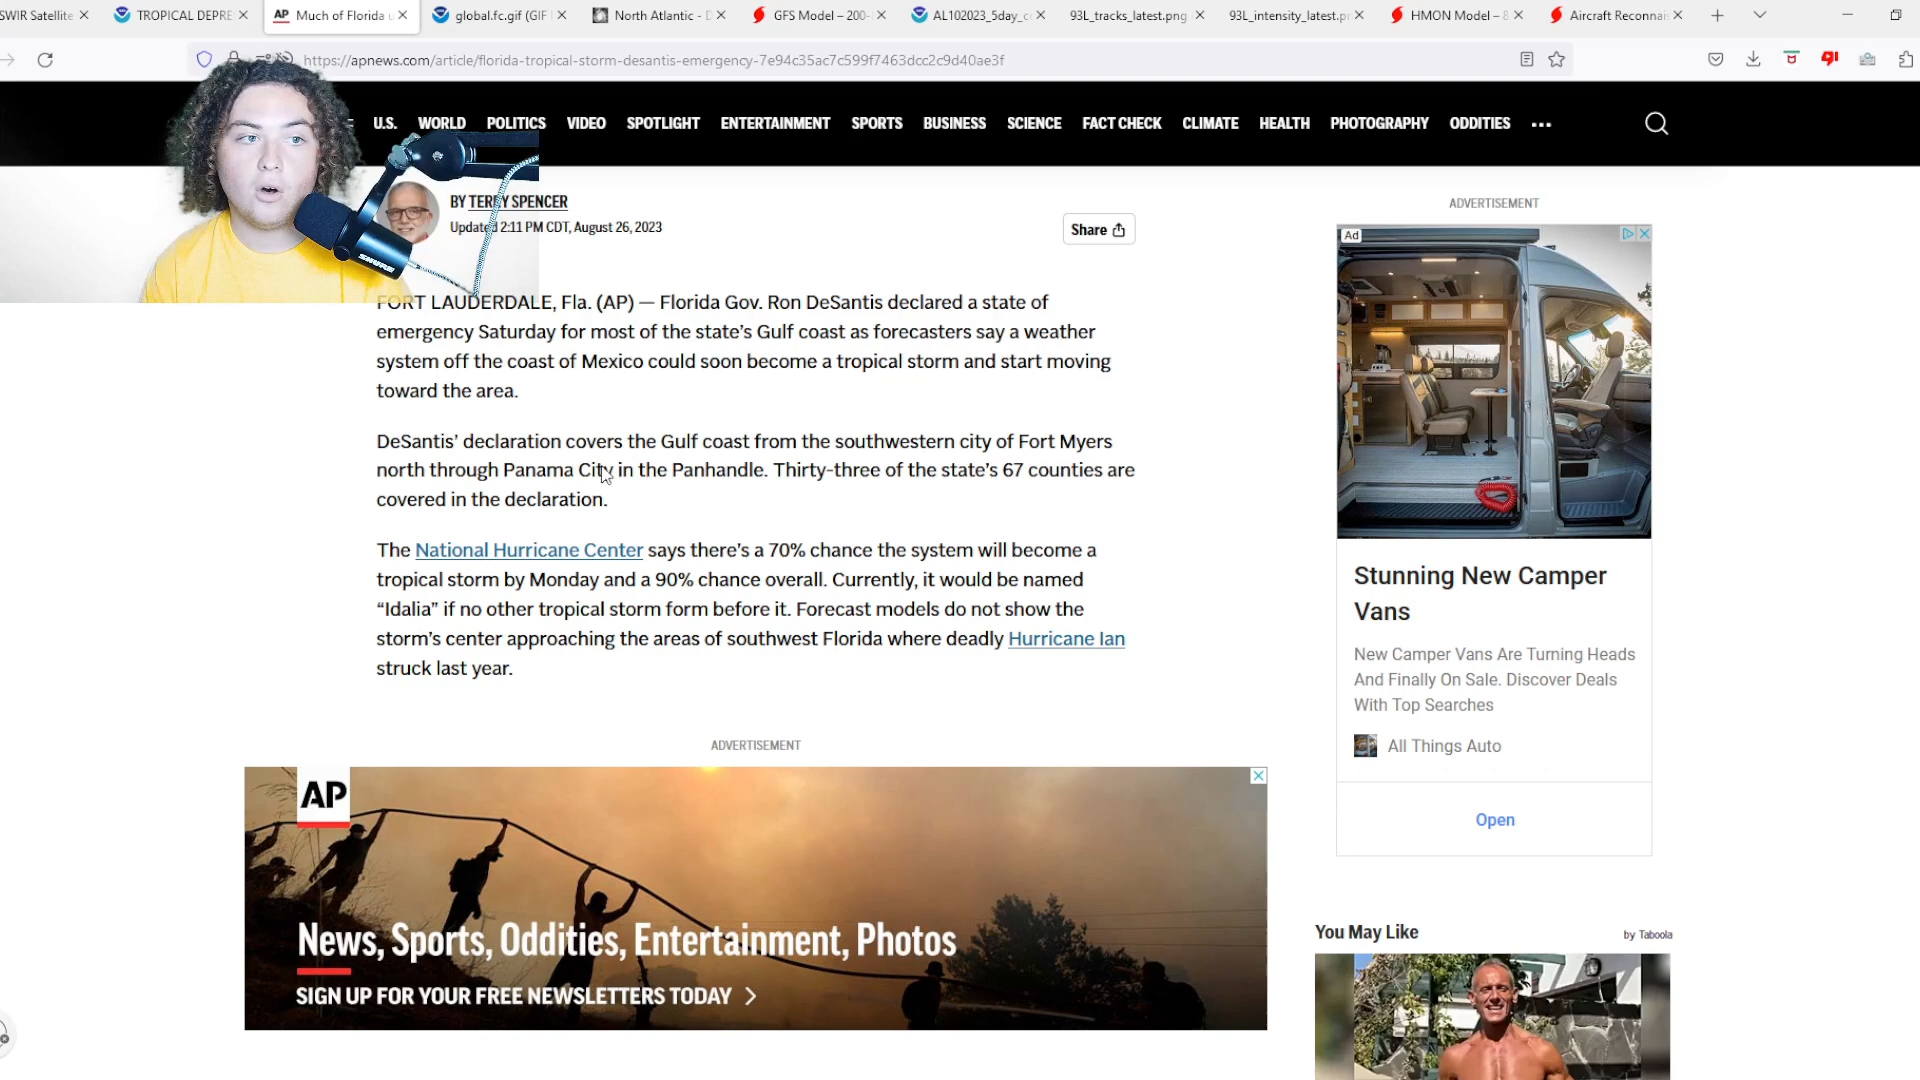 SWIR Satellite
TROPICAL DEPRE
AP Much of Florida u
global.fc.gif (GIF I
North Atlantic - D
GFS Model – 200-
AL102023_5day_c
93L_tracks_latest.png
93L_intensity_latest.pr
HMON Model – 8
Aircraft Reconnai
https://apnews.com/article/florida-tropical-storm-desantis-emergency-7e94c35ac7c599f7463dcc2c9d40ae3f
U.S. WORLD POLITICS VIDEO SPOTLIGHT ENTERTAINMENT SPORTS BUSINESS SCIENCE FACT CHECK CLIMATE HEALTH PHOTOGRAPHY ODDITIES •••
BY TERRY SPENCER
Updated 2:11 PM CDT, August 26, 2023
Share
SHURE
FORT LAUDERDALE, Fla. (AP) — Florida Gov. Ron DeSantis declared a state of
emergency Saturday for most of the state’s Gulf coast as forecasters say a weather
system off the coast of Mexico could soon become a tropical storm and start moving
toward the area.
DeSantis’ declaration covers the Gulf coast from the southwestern city of Fort Myers
north through Panama City in the Panhandle. Thirty-three of the state’s 67 counties are
covered in the declaration.
The National Hurricane Center says there’s a 70% chance the system will become a
tropical storm by Monday and a 90% chance overall. Currently, it would be named
“Idalia” if no other tropical storm form before it. Forecast models do not show the
storm’s center approaching the areas of southwest Florida where deadly Hurricane Ian
struck last year.
ADVERTISEMENT
AP
News, Sports, Oddities, Entertainment, Photos
SIGN UP FOR YOUR FREE NEWSLETTERS TODAY
ADVERTISEMENT
Ad
Stunning New Camper
Vans
New Camper Vans Are Turning Heads
And Finally On Sale. Discover Deals
With Top Searches
All Things Auto
Open
You May Like
by Taboola